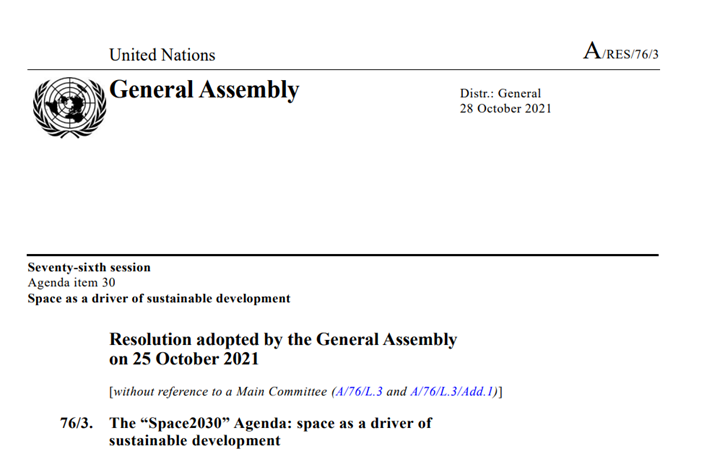 United Nations
A/RES/76/3
General Assembly
Distr.: General
28 October 2021
Seventy-sixth session
Agenda item 30
Space as a driver of sustainable development
Resolution adopted by the General Assembly
on 25 October 2021
[without reference to a Main Committee (A/76/L.3 and A/76/L.3/Add.1)]
76/3. The “Space2030” Agenda: space as a driver of
sustainable development